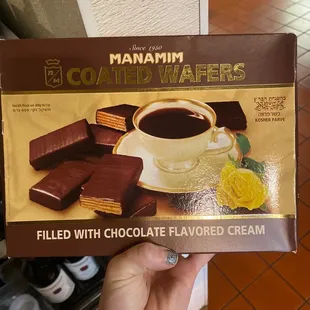 Since 1950
MANAMIM
COATED WAFERS
KOSHER PARVE
FILLED WITH CHOCOLATE FLAVORED CREAM